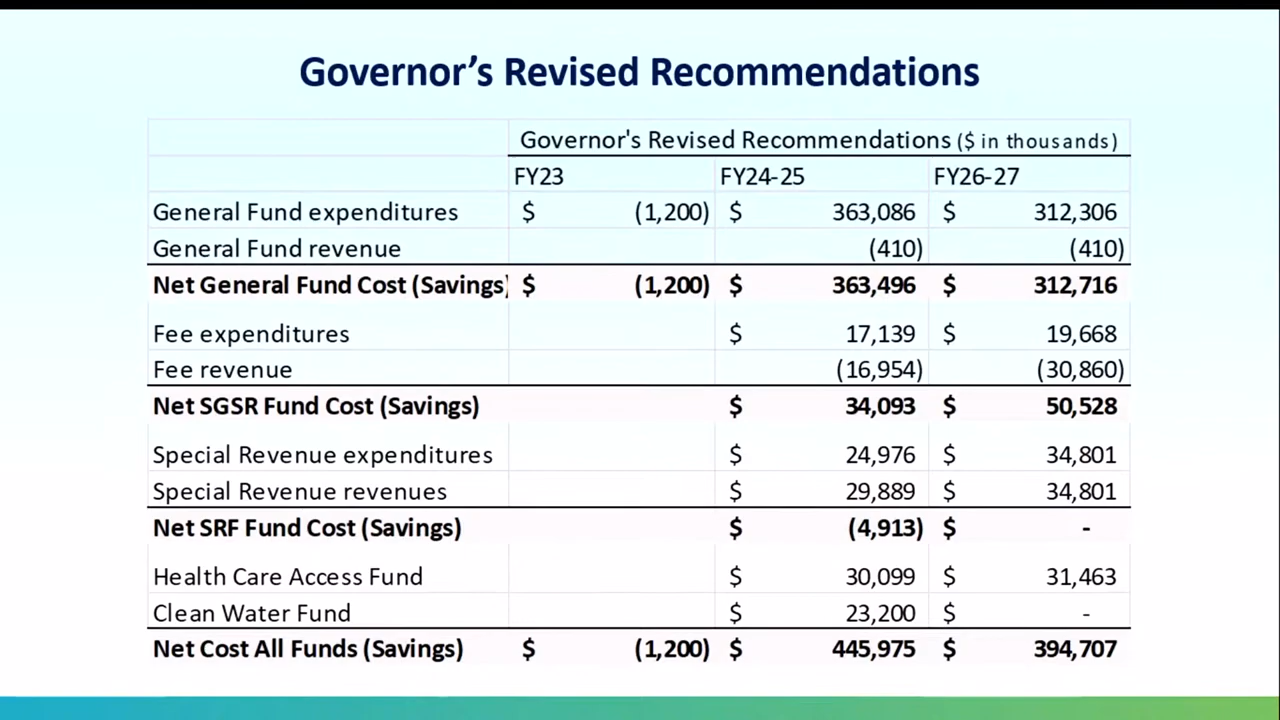 Governor’s Revised Recommendations
Governor's Revised Recommendations ($ in thousands)
FY23 FY24-25 FY26-27
General Fund expenditures $ (1,200) $ 363,086 $ 312,306
General Fund revenue (410) (410)
Net General Fund Cost (Savings) $ (1,200) $ 363,496 $ 312,716
Fee expenditures $ 17,139 $ 19,668
Fee revenue (16,954) (30,860)
Net SGSR Fund Cost (Savings) $ 34,093 $ 50,528
Special Revenue expenditures $ 24,976 $ 34,801
Special Revenue revenues $ 29,889 $ 34,801
Net SRF Fund Cost (Savings) $ (4,913) $ -
Health Care Access Fund $ 30,099 $ 31,463
Clean Water Fund $ 23,200 $ -
Net Cost All Funds (Savings) $ (1,200) $ 445,975 $ 394,707